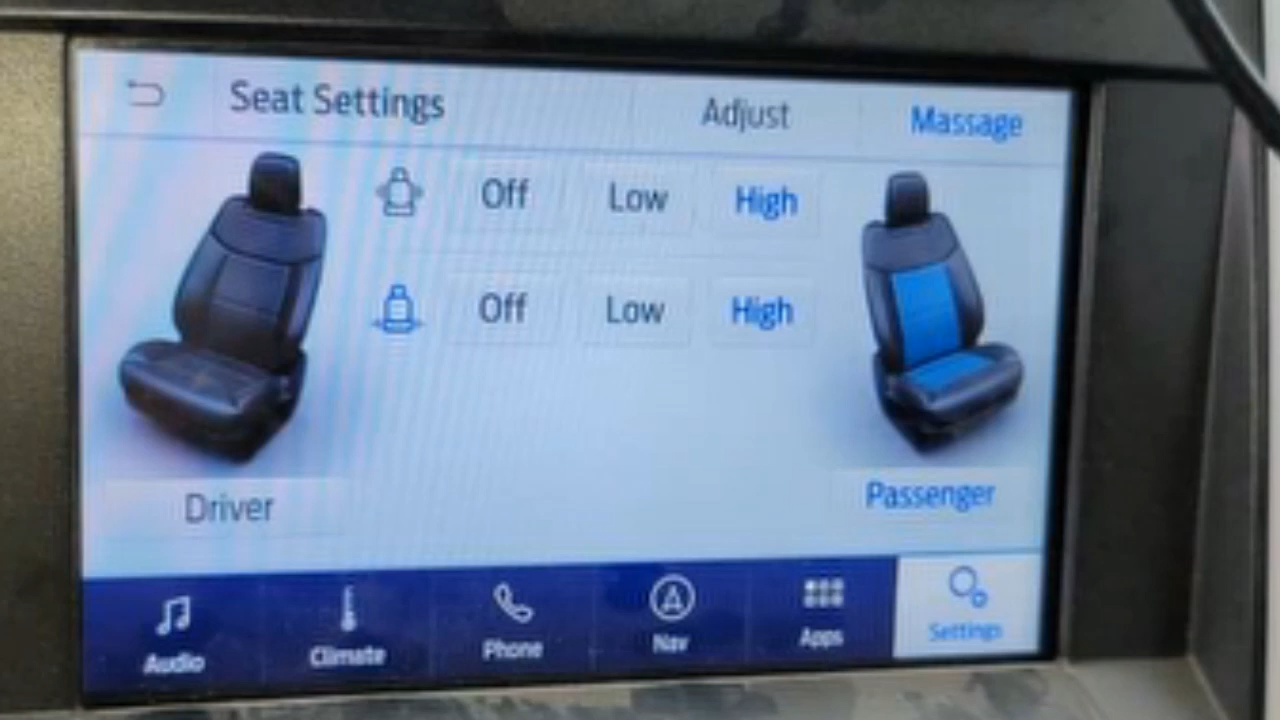 Seat Settings Adjust Massage
Off Low High
Off Low High
Driver Passenger
Audio Climate Phone Nav Apps Settings